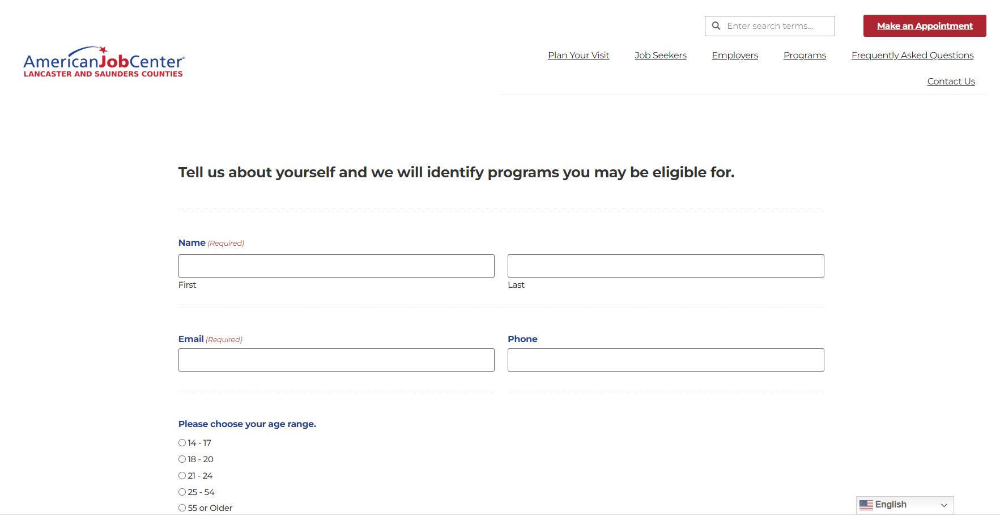 Enter search terms...
Make an Appointment
AmericanJobCenter®
LANCASTER AND SAUNDERS COUNTIES
Plan Your Visit
Job Seekers
Employers
Programs
Frequently Asked Questions
Contact Us
Tell us about yourself and we will identify programs you may be eligible for.
Name (Required)
First
Last
Email (Required)
Phone
Please choose your age range.
14 - 17
18 - 20
21 - 24
25 - 54
55 or Older
English